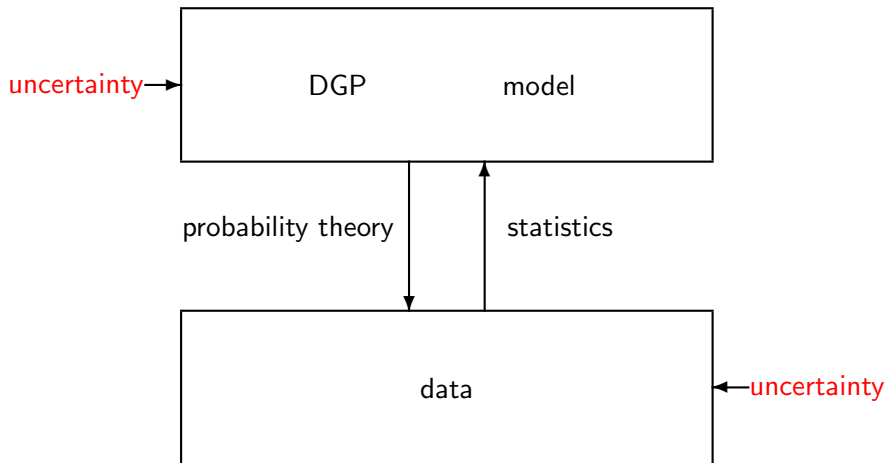 uncertainty
DGP model
probability theory
statistics
data
uncertainty